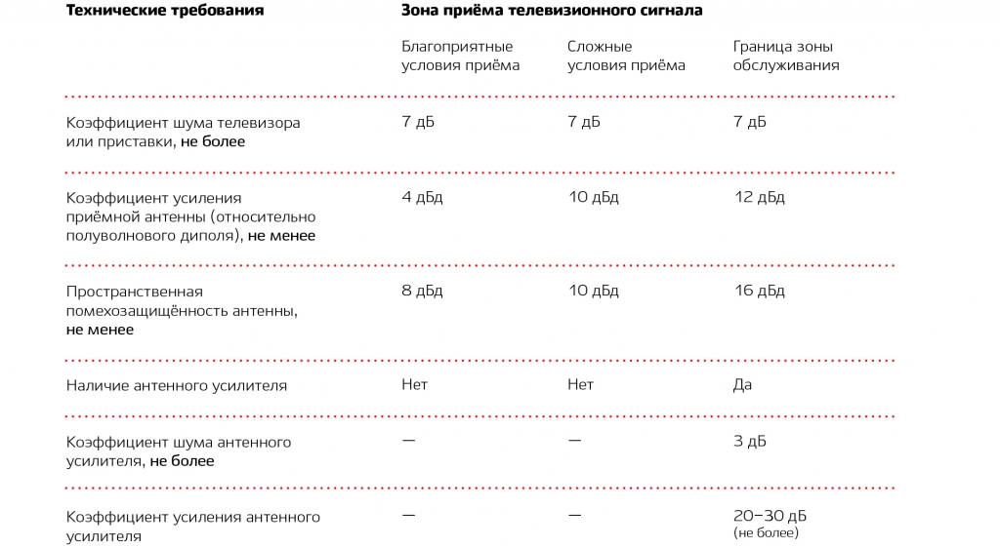 Технические требования
Зона приёма телевизионного сигнала
Благоприятные
условия приёма
Сложные
условия приёма
Граница зоны
обслуживания
Коэффициент шума телевизора
или приставки, не более
7 дБ
7 дБ
7 дБ
Коэффициент усиления
приёмной антенны (относительно
полуволнового диполя), не менее
4 дБд
10 дБд
12 дБд
Пространственная
помехозащищённость антенны,
не менее
8 дБд
10 дБд
16 дБд
Наличие антенного усилителя
Нет
Нет
Да
Коэффициент шума антенного
усилителя, не более
—
—
3 дБ
Коэффициент усиления антенного
усилителя
—
—
20–30 дБ
(не более)